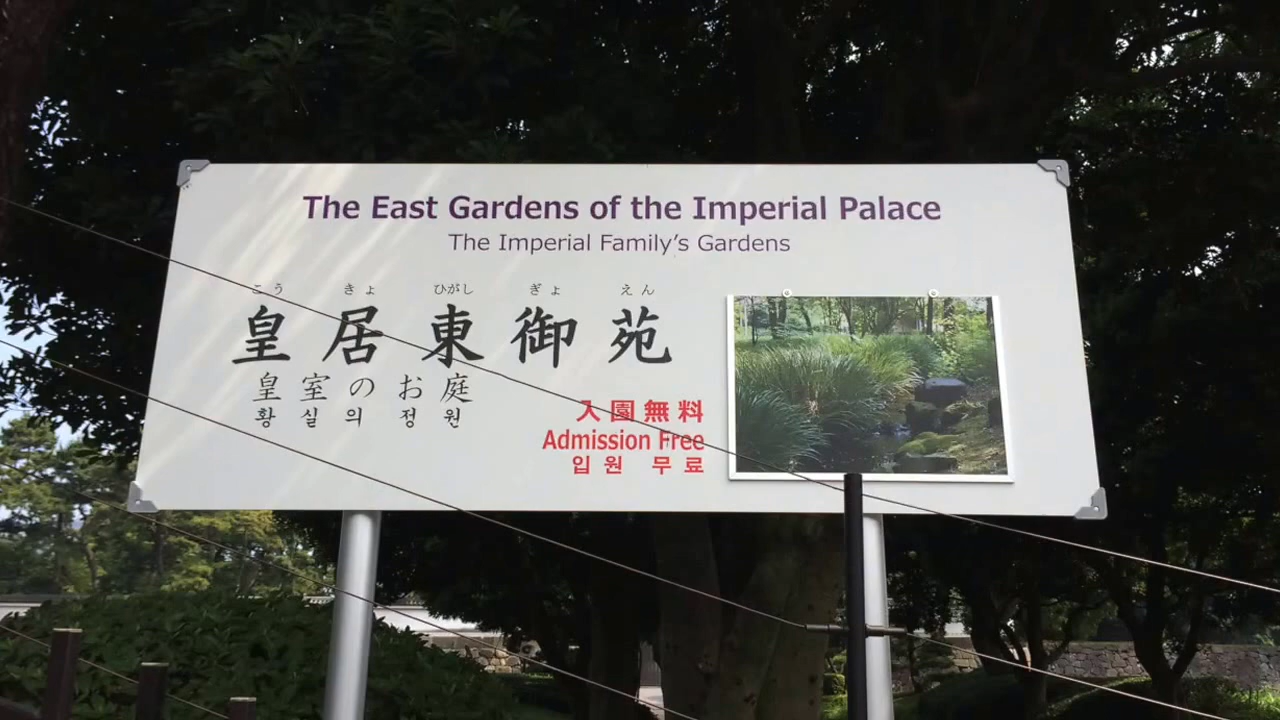 The East Gardens of the Imperial Palace
The Imperial Family's Gardens
こう きょ ひがし ぎょ えん
皇居東御苑
皇室のお庭
황실의 정원
入園無料
Admission Free
입원 무료